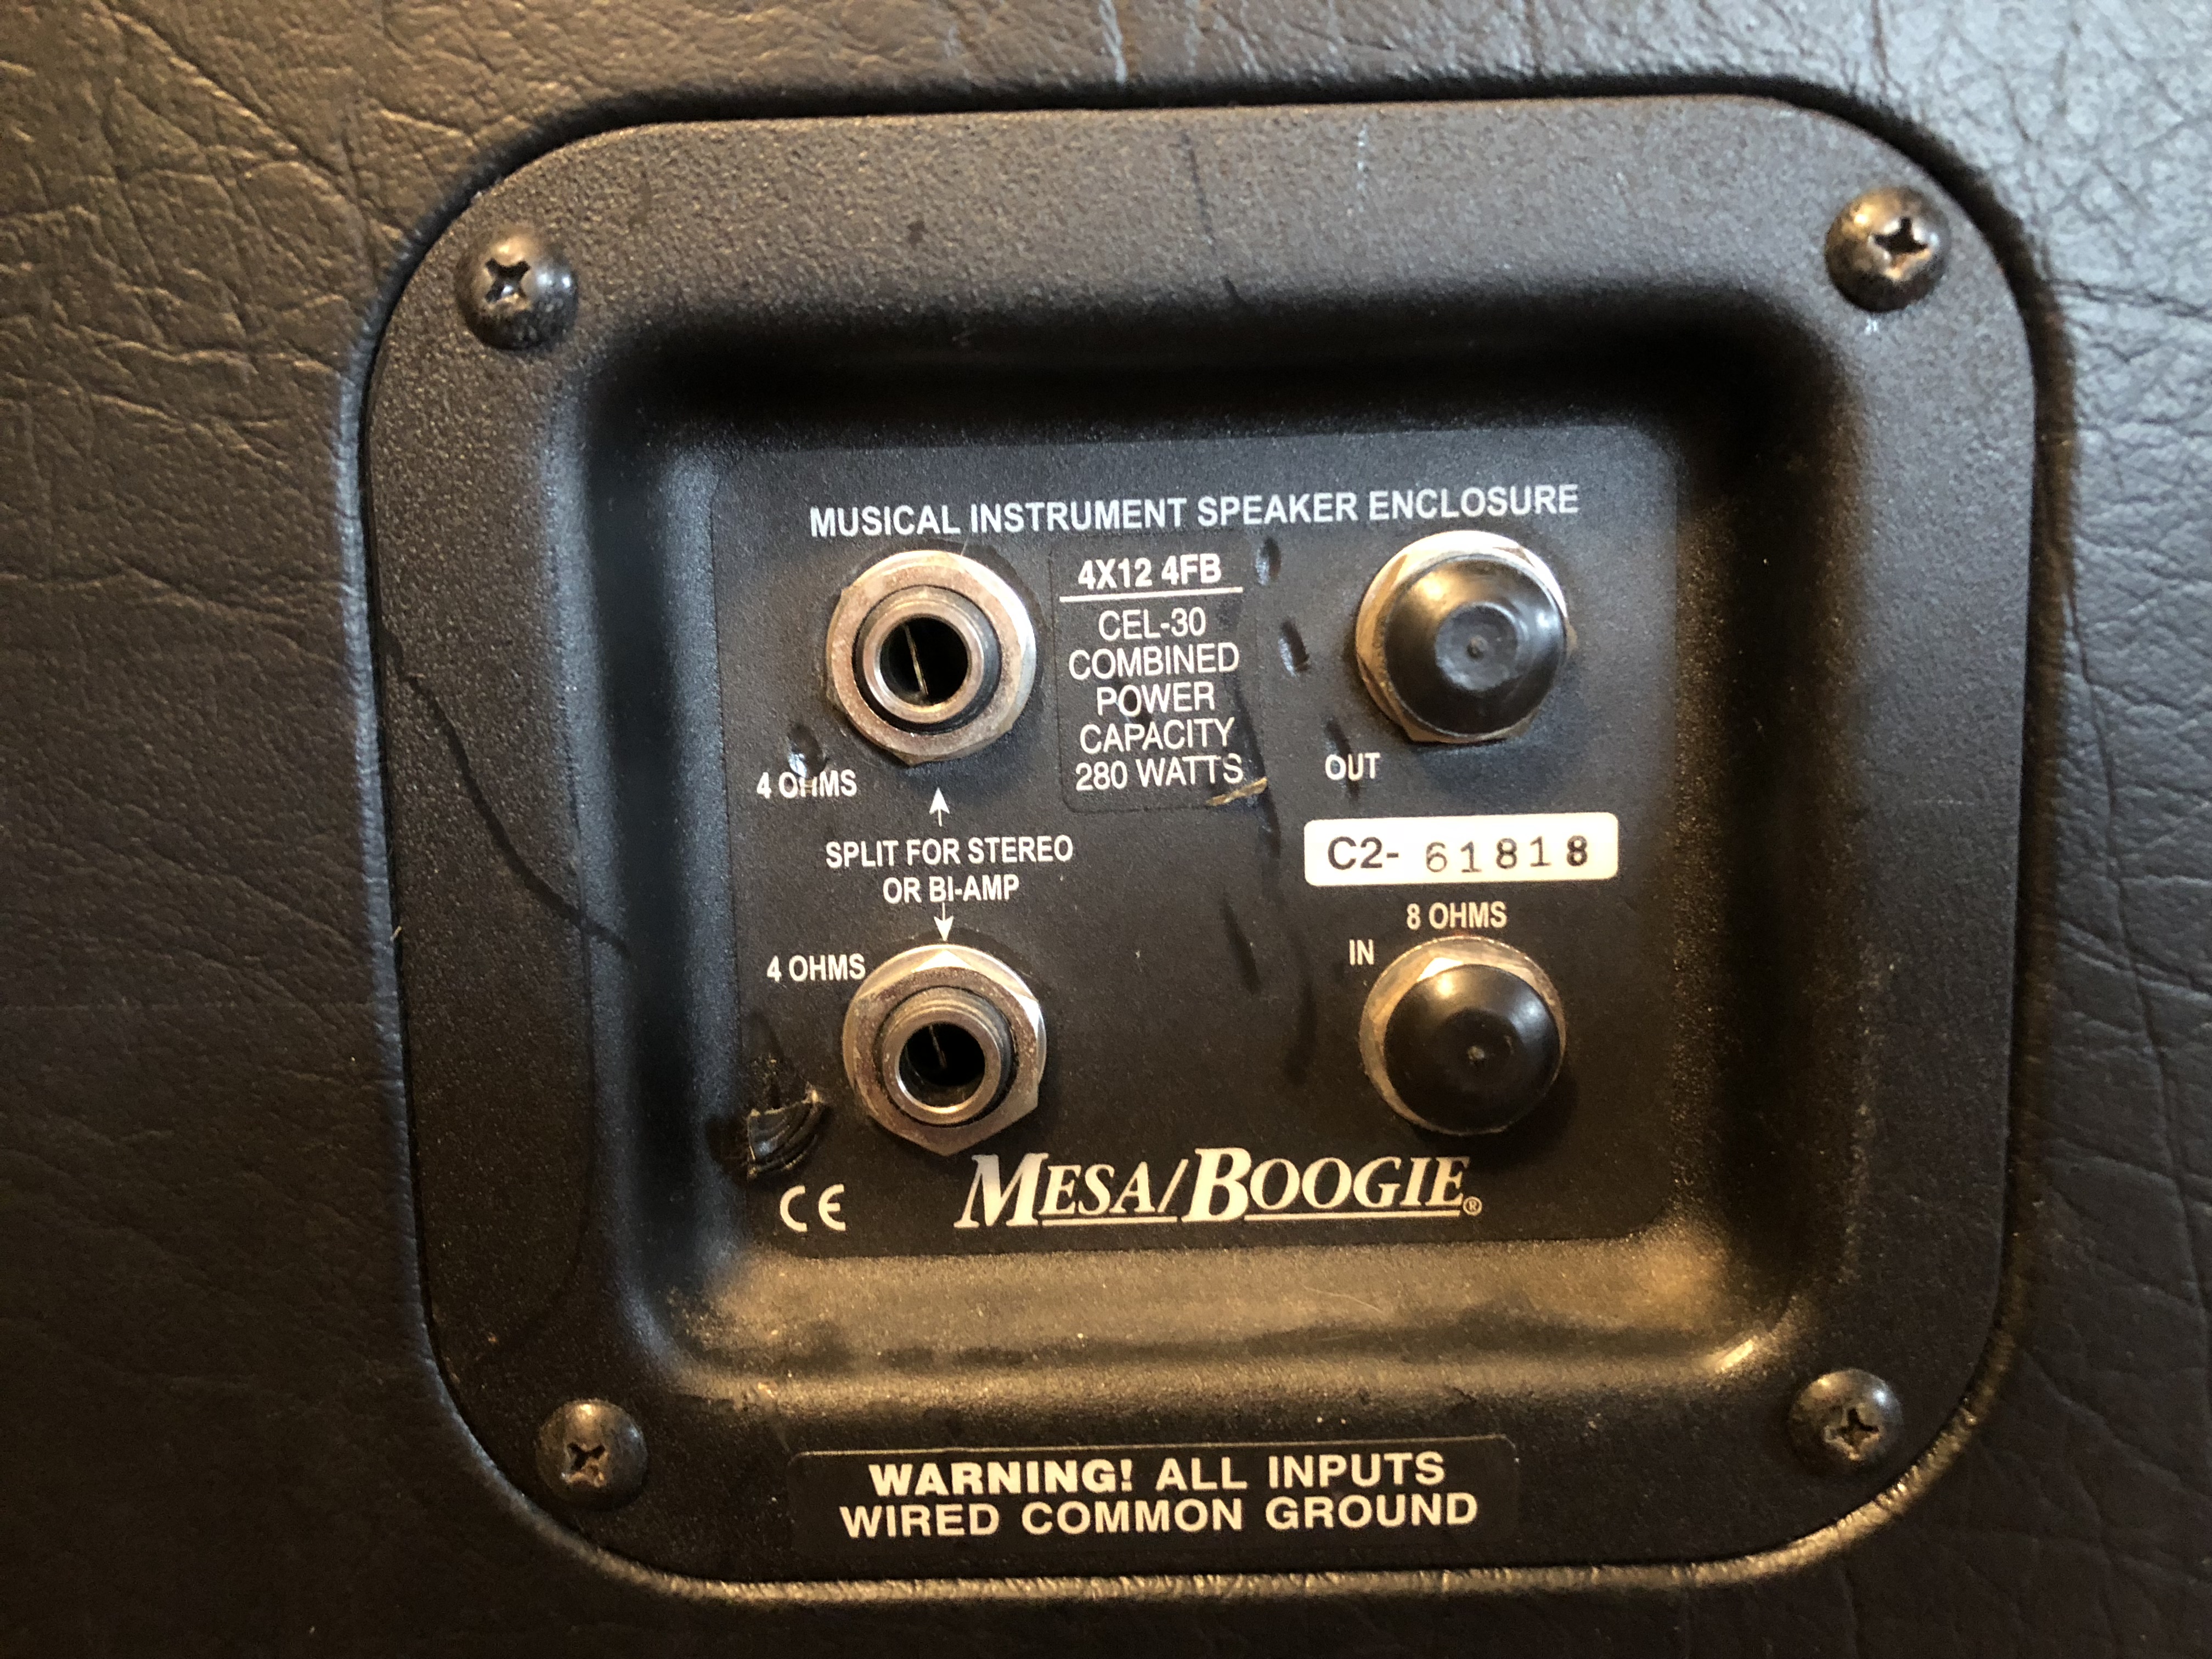 MUSICAL INSTRUMENT SPEAKER ENCLOSURE
4X12 4FB
CEL-30
COMBINED
POWER
CAPACITY
280 WATTS
4 OHMS
OUT
SPLIT FOR STEREO
OR BI-AMP
C2- 61818
8 OHMS
IN
4 OHMS
MESA/BOOGIE®
CE
WARNING! ALL INPUTS
WIRED COMMON GROUND